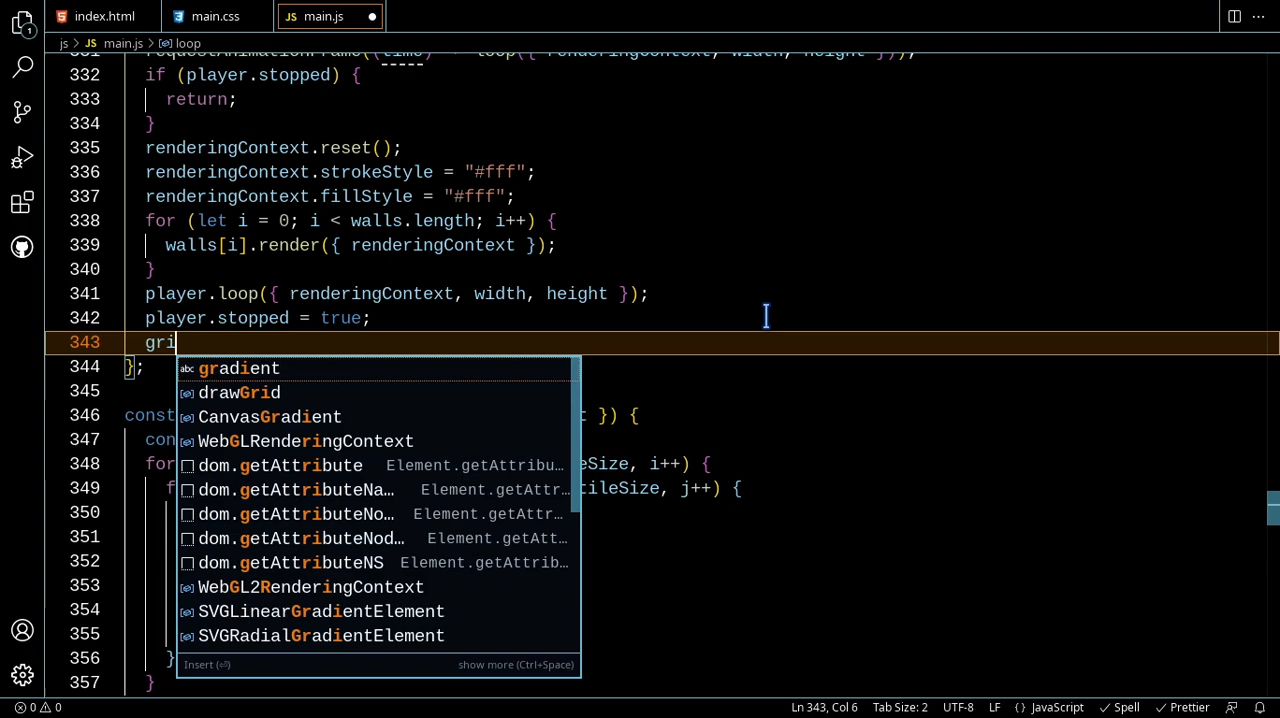 index.html
main.css
JS main.js
js > JS main.js > loop
332 if (player.stopped) {
333 return;
334 }
335 renderingContext.reset();
336 renderingContext.strokeStyle = "#fff";
337 renderingContext.fillStyle = "#fff";
338 for (let i = 0; i < walls.length; i++) {
339 walls[i].render({ renderingContext });
340 }
341 player.loop({ renderingContext, width, height });
342 player.stopped = true;
343 gri
344 };
abc gradient
345
drawGrid
346 const t }) {
CanvasGradient
347 con
WebGLRenderingContext
348 for eSize, i++) {
dom.getAttribute Element.getAttribu…
349 f tileSize, j++) {
dom.getAttributeNa… Element.getAttr…
350
dom.getAttributeNo… Element.getAttr…
351
dom.getAttributeNod… Element.getAtt…
352
dom.getAttributeNS Element.getAttrib…
353
WebGL2RenderingContext
354
SVGLinearGradientElement
355
SVGRadialGradientElement
356 }
Insert (⏎) show more (Ctrl+Space)
357 }
0 0 Ln 343, Col 6 Tab Size: 2 UTF-8 LF {} JavaScript Spell Prettier